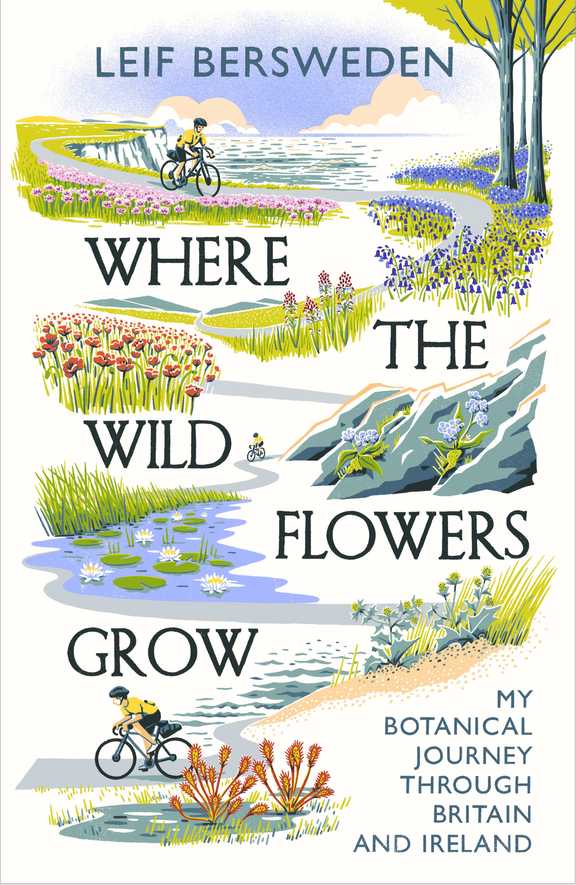 LEIF BERSWEDEN
WHERE
THE
WILD
FLOWERS
GROW
MY
BOTANICAL
JOURNEY
THROUGH
BRITAIN
AND IRELAND